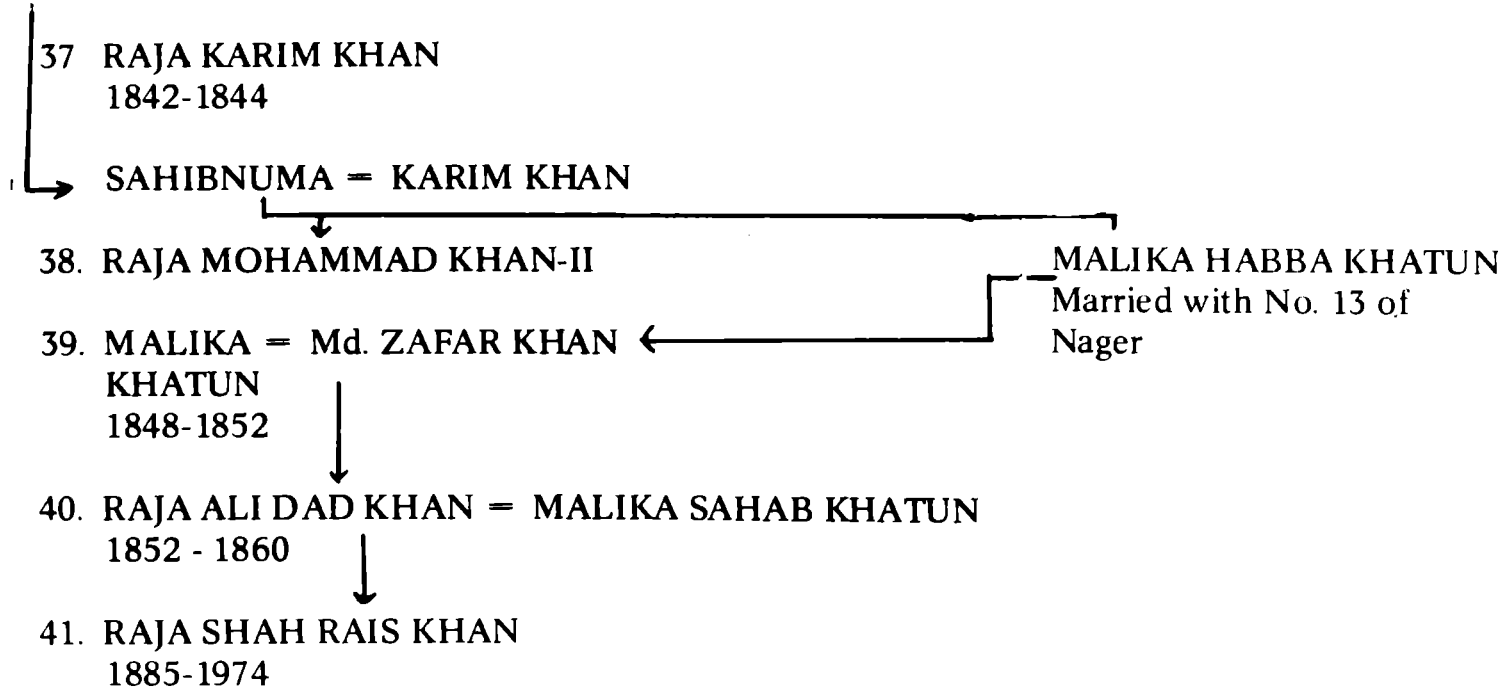 37 RAJA KARIM KHAN
1842-1844
SAHIBNUMA = KARIM KHAN
38. RAJA MOHAMMAD KHAN-II
MALIKA HABBA KHATUN
Married with No. 13 of
Nager
39. MALIKA = Md. ZAFAR KHAN
KHATUN
1848-1852
40. RAJA ALI DAD KHAN = MALIKA SAHAB KHATUN
1852 - 1860
41. RAJA SHAH RAIS KHAN
1885-1974